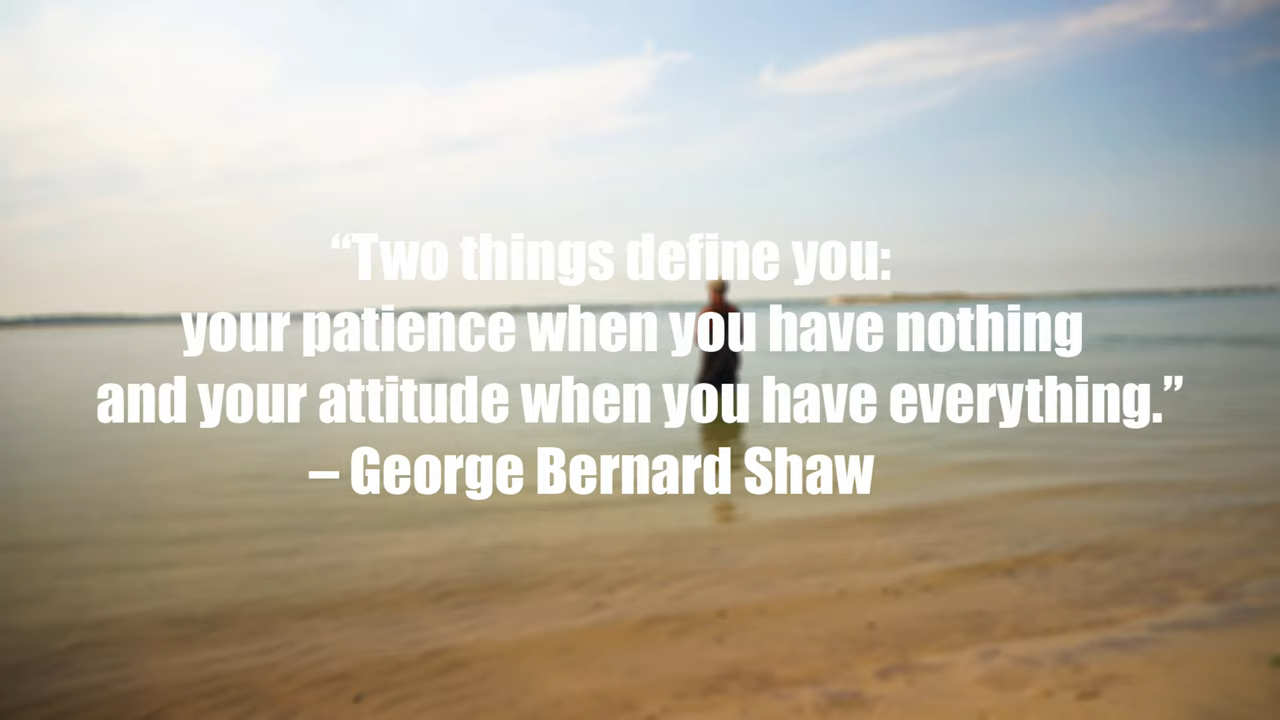 “Two things define you:
your patience when you have nothing
and your attitude when you have everything.”
– George Bernard Shaw